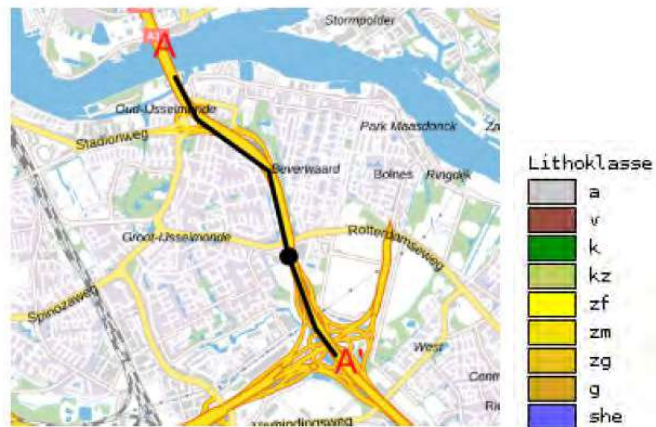 Stormpolder
A
Oud-IJsselmonde
Stadionweg
Park Maasdonck
Beverwaard
Bolnes
Ringdijk
Groot-IJsselmonde
Rotterdamseweg
Spinozaweg
A'
West
Lithoklasse
a
v
k
kz
zf
zm
zg
g
she